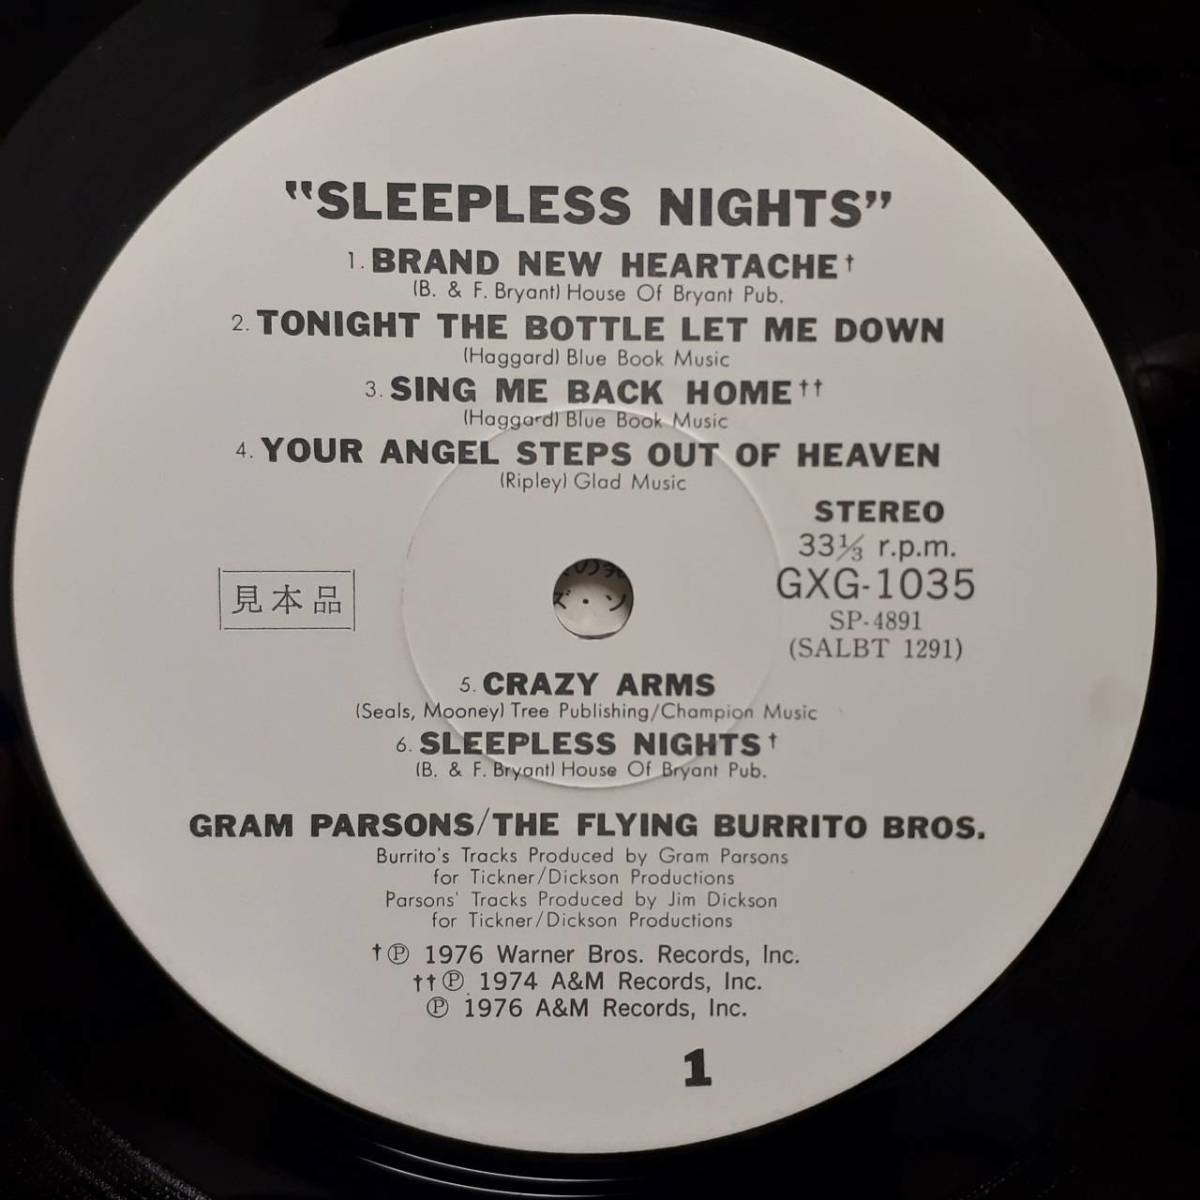 "SLEEPLESS NIGHTS"
1. BRAND NEW HEARTACHE†
(B. & F. Bryant) House Of Bryant Pub.
2. TONIGHT THE BOTTLE LET ME DOWN
(Haggard) Blue Book Music
3. SING ME BACK HOME††
(Haggard) Blue Book Music
4. YOUR ANGEL STEPS OUT OF HEAVEN
(Ripley) Glad Music
STEREO
33⅓ r.p.m.
GXG-1035
SP-4891
(SALBT 1291)
見本品
ズ・ソ
5. CRAZY ARMS
(Seals, Mooney) Tree Publishing/Champion Music
6. SLEEPLESS NIGHTS†
(B. & F. Bryant) House Of Bryant Pub.
GRAM PARSONS/THE FLYING BURRITO BROS.
Burrito's Tracks Produced by Gram Parsons
for Tickner/Dickson Productions
Parsons' Tracks Produced by Jim Dickson
for Tickner/Dickson Productions
†℗ 1976 Warner Bros. Records, Inc.
††℗ 1974 A&M Records, Inc.
℗ 1976 A&M Records, Inc.
1